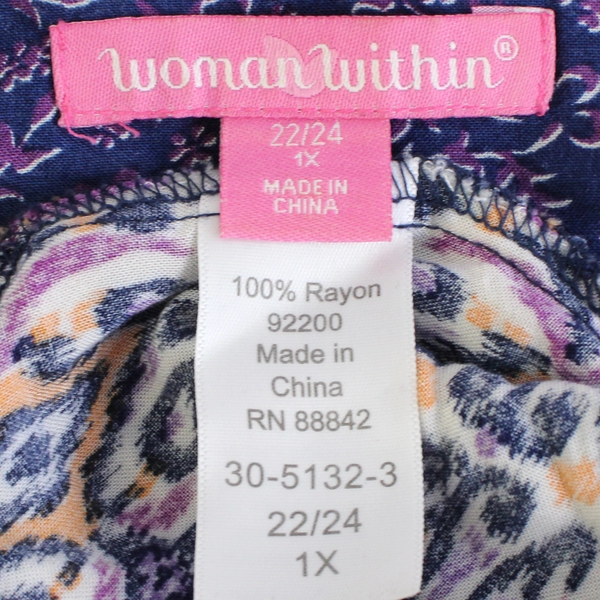 woman within®
22/24
1X
MADE IN
CHINA
100% Rayon
92200
Made in
China
RN 88842
30-5132-3
22/24
1X